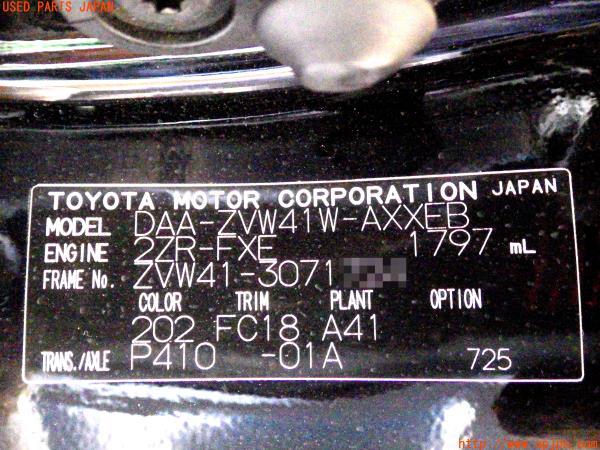 USED PARTS JAPAN
TOYOTA MOTOR CORPORATION JAPAN
MODEL DAA-ZVW41W-AXXEB
ENGINE 2ZR-FXE 1797 mL
FRAME No. ZVW41-3071
COLOR TRIM PLANT OPTION
202 FC18 A41
TRANS./AXLE P410 -01A 725